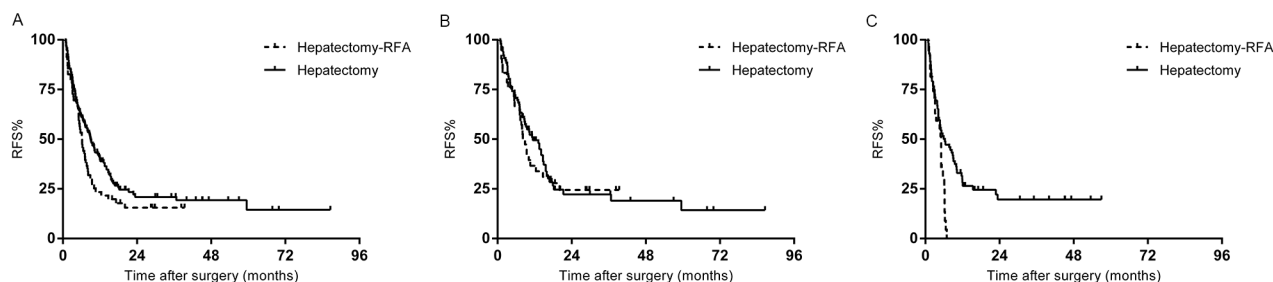 A
RFS%
100
75
50
25
0
0 24 48 72 96
Time after surgery (months)
Hepatectomy-RFA
Hepatectomy
B
RFS%
100
75
50
25
0
0 24 48 72 96
Time after surgery (months)
Hepatectomy-RFA
Hepatectomy
C
RFS%
100
75
50
25
0
0 24 48 72 96
Time after surgery (months)
Hepatectomy-RFA
Hepatectomy